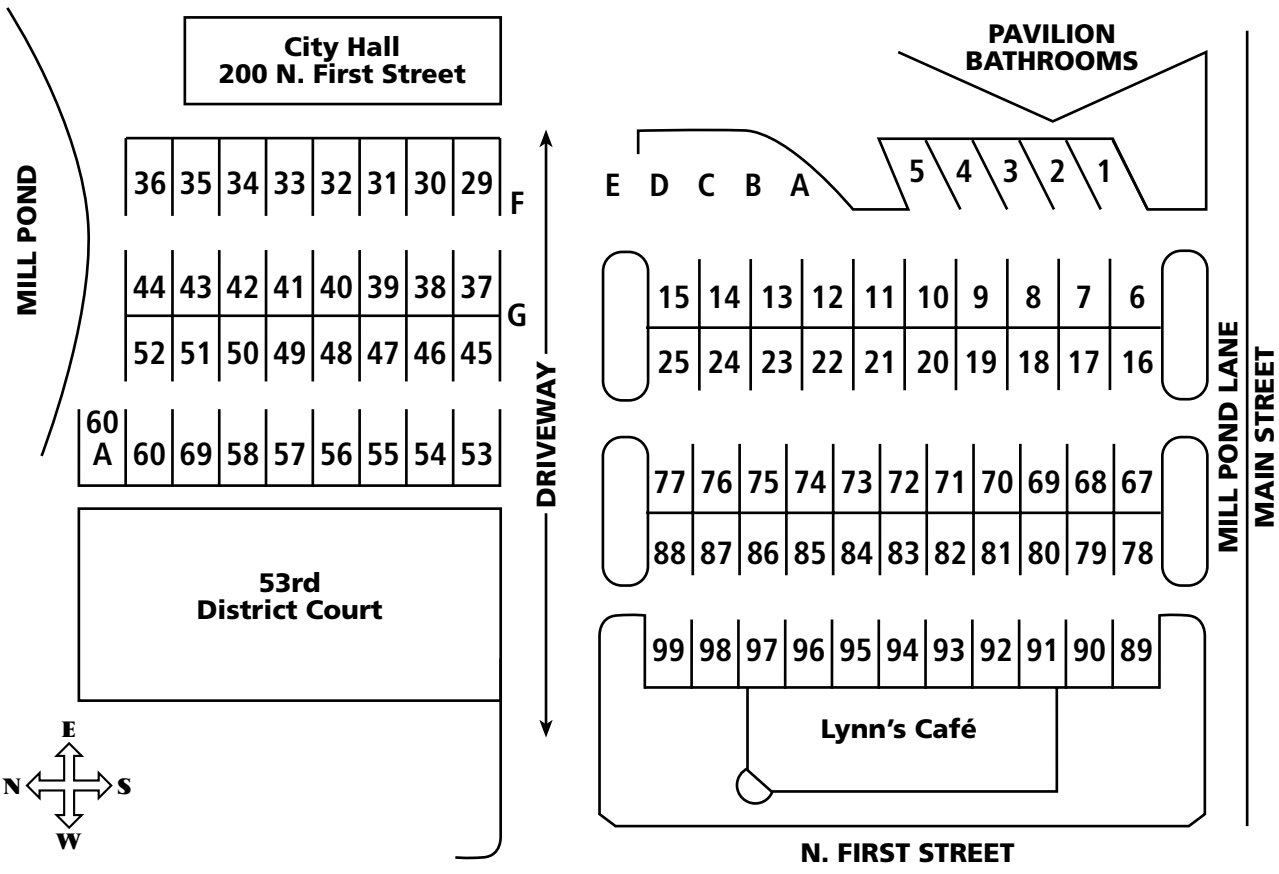 City Hall
200 N. First Street
PAVILION
BATHROOMS
MILL POND
36 35 34 33 32 31 30 29
F
E D C B A
5 4 3 2 1
44 43 42 41 40 39 38 37
G
52 51 50 49 48 47 46 45
15 14 13 12 11 10 9 8 7 6
25 24 23 22 21 20 19 18 17 16
DRIVEWAY
MILL POND LANE
MAIN STREET
60
A
60 69 58 57 56 55 54 53
77 76 75 74 73 72 71 70 69 68 67
88 87 86 85 84 83 82 81 80 79 78
53rd
District Court
99 98 97 96 95 94 93 92 91 90 89
Lynn's Café
E
N S
W
N. FIRST STREET